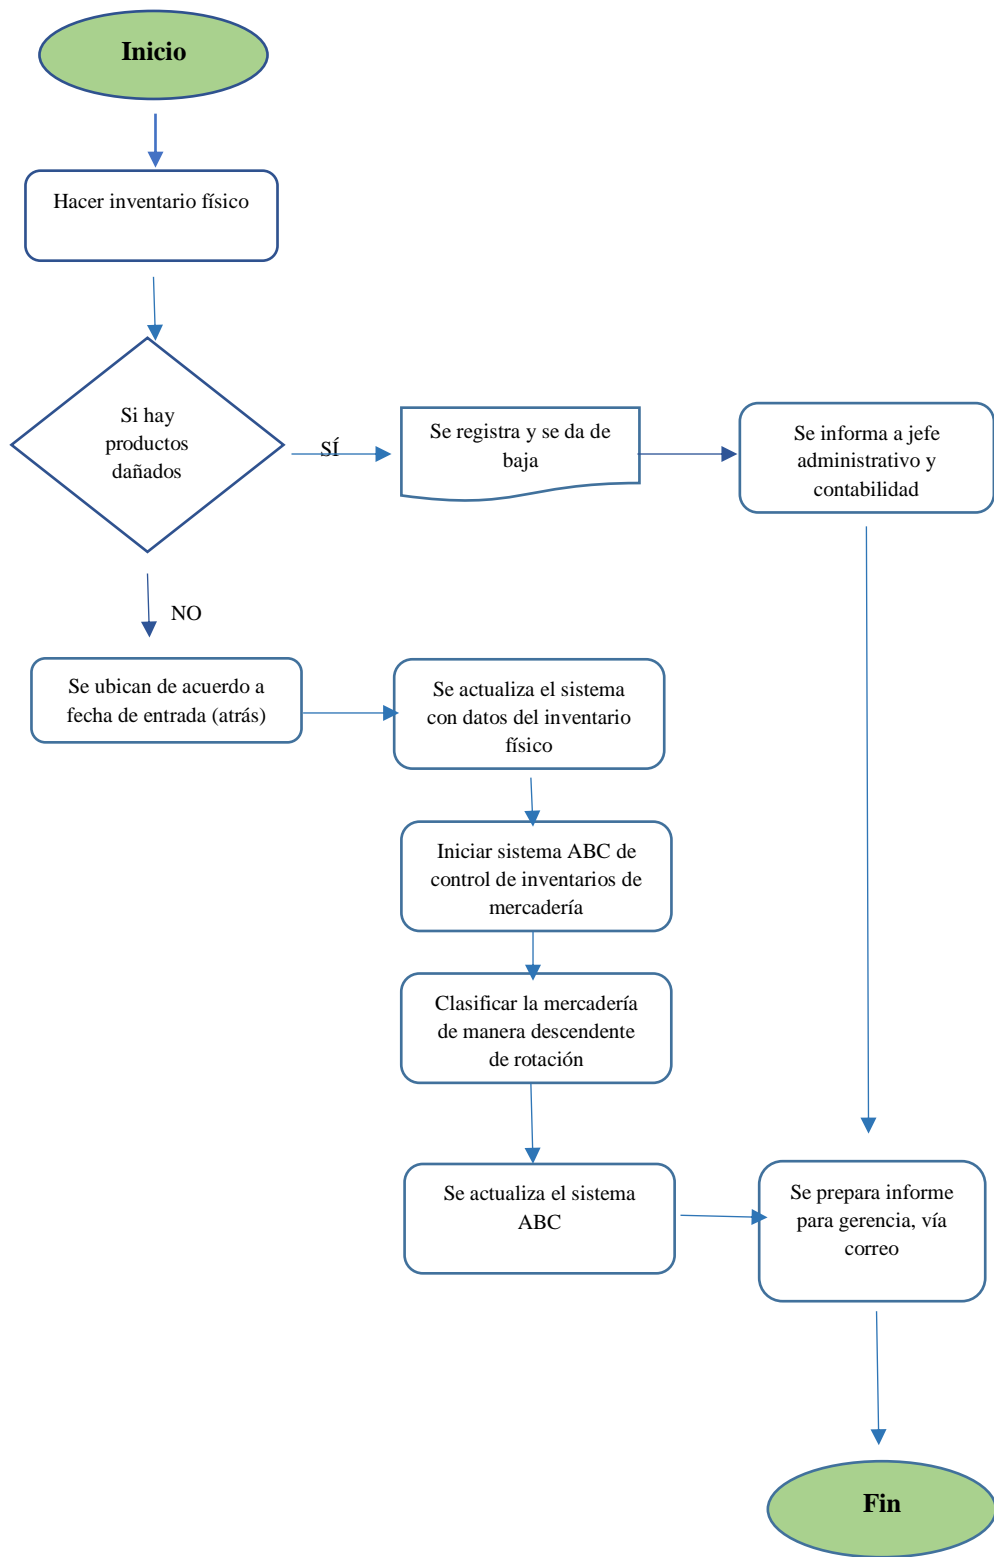 Inicio
Hacer inventario físico
Si hay
productos
dañados
SÍ
Se registra y se da de
baja
Se informa a jefe
administrativo y
contabilidad
NO
Se ubican de acuerdo a
fecha de entrada (atrás)
Se actualiza el sistema
con datos del inventario
físico
Iniciar sistema ABC de
control de inventarios de
mercadería
Clasificar la mercadería
de manera descendente
de rotación
Se actualiza el sistema
ABC
Se prepara informe
para gerencia, vía
correo
Fin